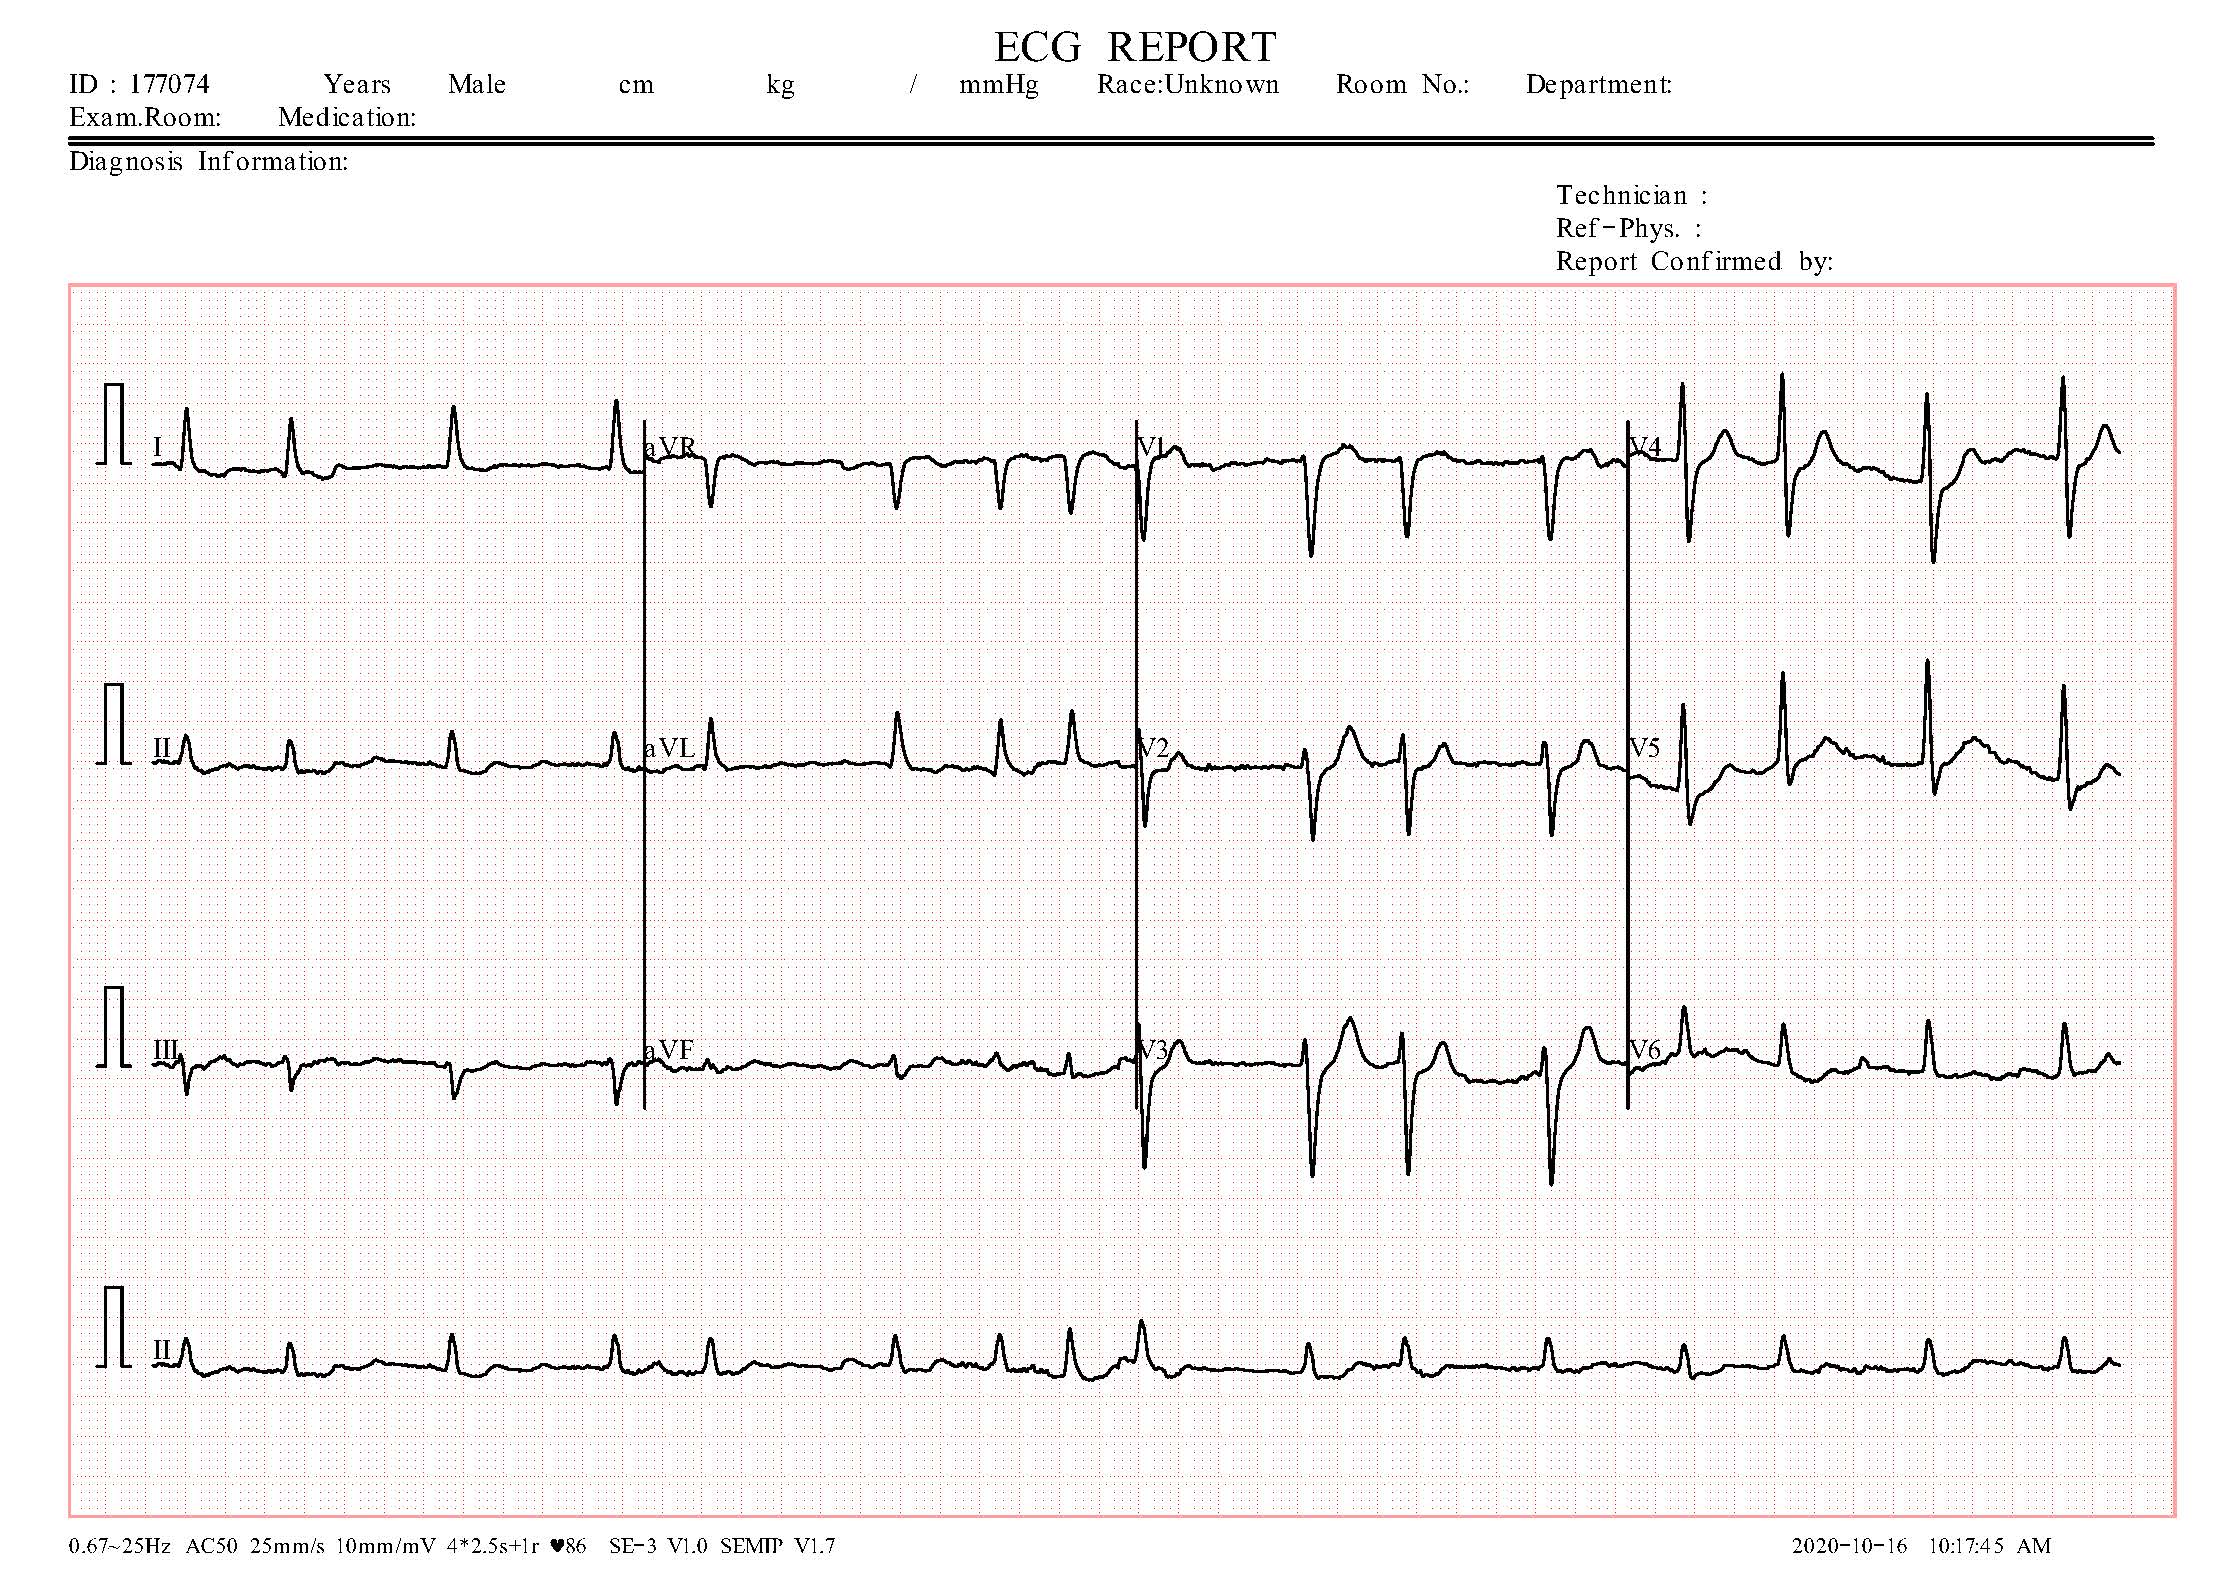 ECG REPORT
ID : 177074 Years Male cm kg / mmHg Race:Unknown Room No.: Department:
Exam.Room: Medication:
Diagnosis Information:
Technician :
Ref-Phys. :
Report Confirmed by:
I aVR V1 V4
II aVL V2 V5
III aVF V3 V6
II
0.67~25Hz AC50 25mm/s 10mm/mV 4*2.5s+1r ♥86 SE-3 V1.0 SEMIP V1.7 2020-10-16 10:17:45 AM